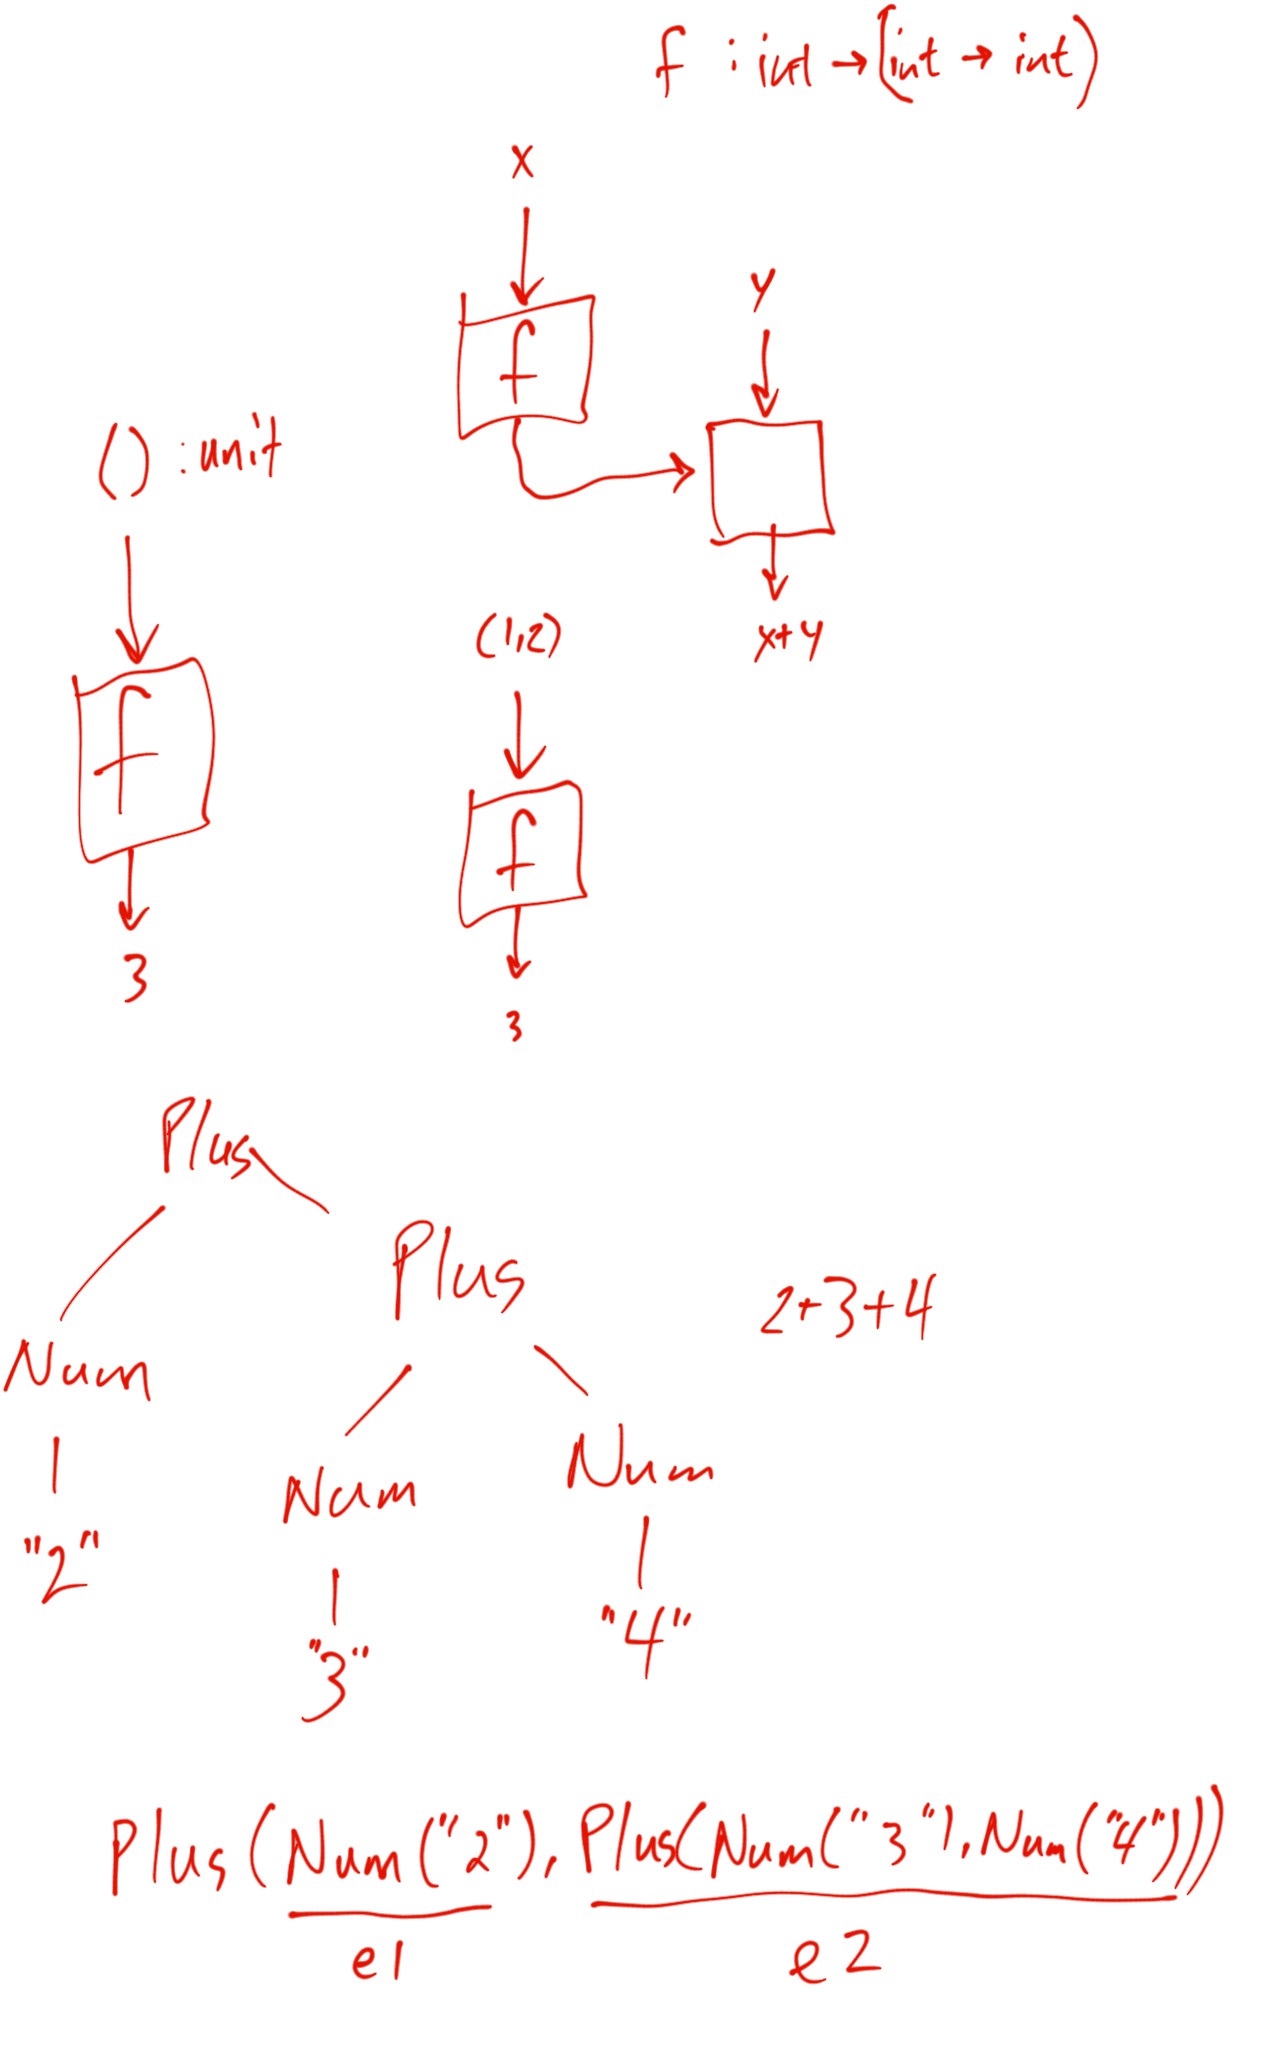 f : int → (int → int)
x
y
f
() : unit
(1,2)
x+y
f
f
3
3
Plus
Plus
2+3+4
Num
Num
Num
"2"
"4"
"3"
Plus(Num("2"), Plus(Num("3"), Num("4")))
e1
e2